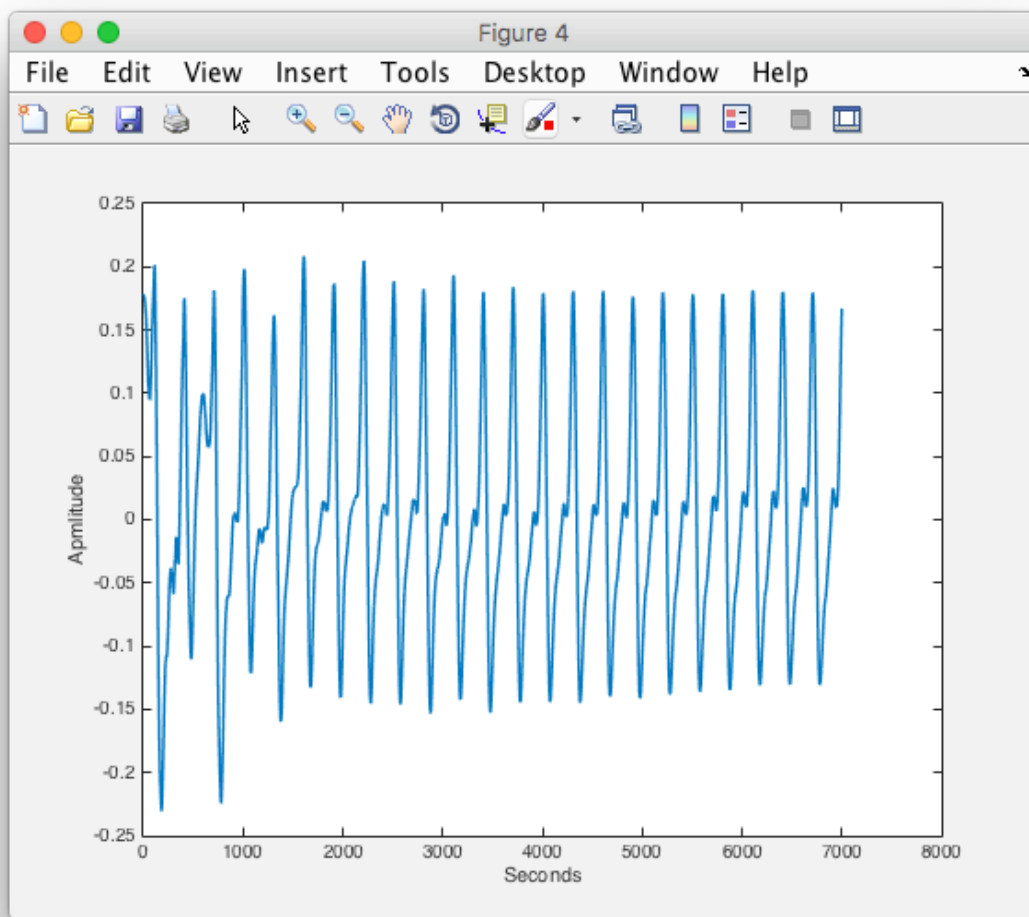 Figure 4
File Edit View Insert Tools Desktop Window Help
0.25
0.2
0.15
0.1
0.05
0
-0.05
-0.1
-0.15
-0.2
-0.25
Apmlitude
0 1000 2000 3000 4000 5000 6000 7000 8000
Seconds